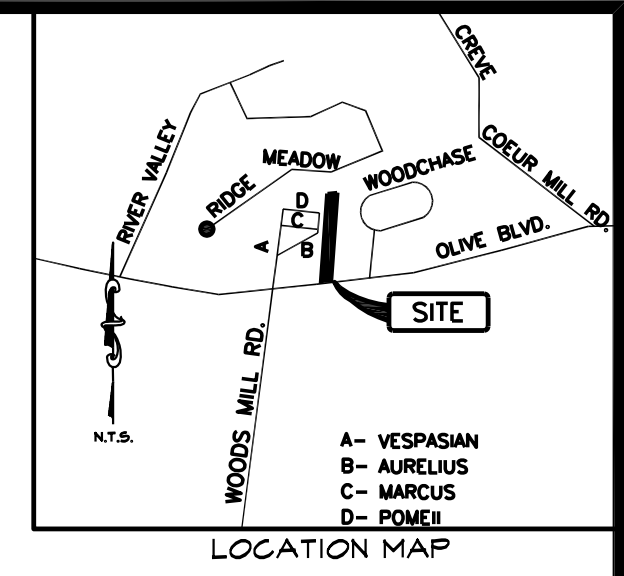 CREVE
COEUR MILL RD.
RIVER VALLEY
MEADOW
RIDGE
WOODCHASE
D
C
A
B
OLIVE BLVD.
SITE
WOODS MILL RD.
N.T.S.
A- VESPASIAN
B- AURELIUS
C- MARCUS
D- POMEII
LOCATION MAP